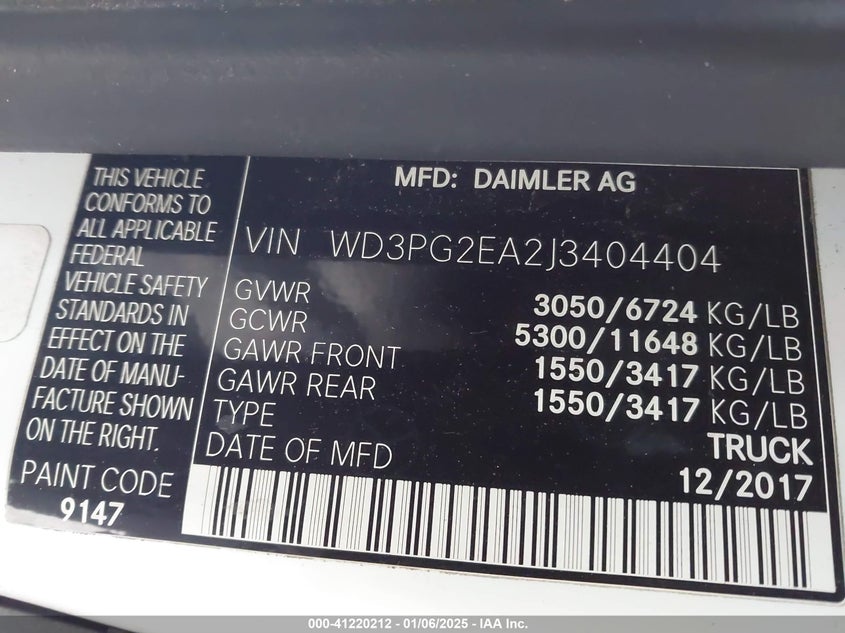 THIS VEHICLE
CONFORMS TO
ALL APPLICABLE
FEDERAL
VEHICLE SAFETY
STANDARDS IN
EFFECT ON THE
DATE OF MANU-
FACTURE SHOWN
ON THE RIGHT.
PAINT CODE
9147
MFD: DAIMLER AG
VIN WD3PG2EA2J3404404
GVWR 3050/6724 KG/LB
GCWR 5300/11648 KG/LB
GAWR FRONT 1550/3417 KG/LB
GAWR REAR 1550/3417 KG/LB
TYPE TRUCK
DATE OF MFD 12/2017
000-41220212 - 01/06/2025 - IAA Inc.